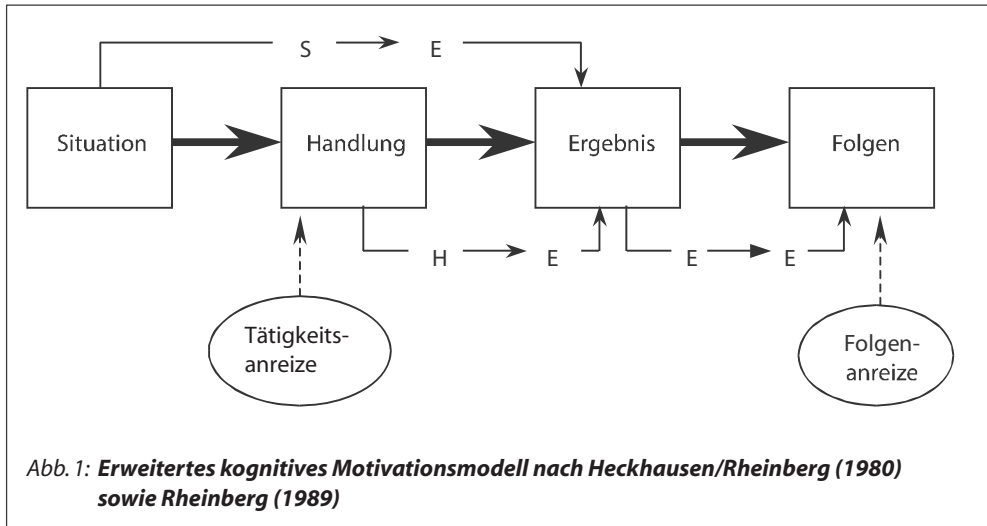 S E
Situation Handlung Ergebnis Folgen
H E E E
Tätigkeits-
anreize
Folgen-
anreize
Abb. 1: Erweitertes kognitives Motivationsmodell nach Heckhausen/Rheinberg (1980)
sowie Rheinberg (1989)